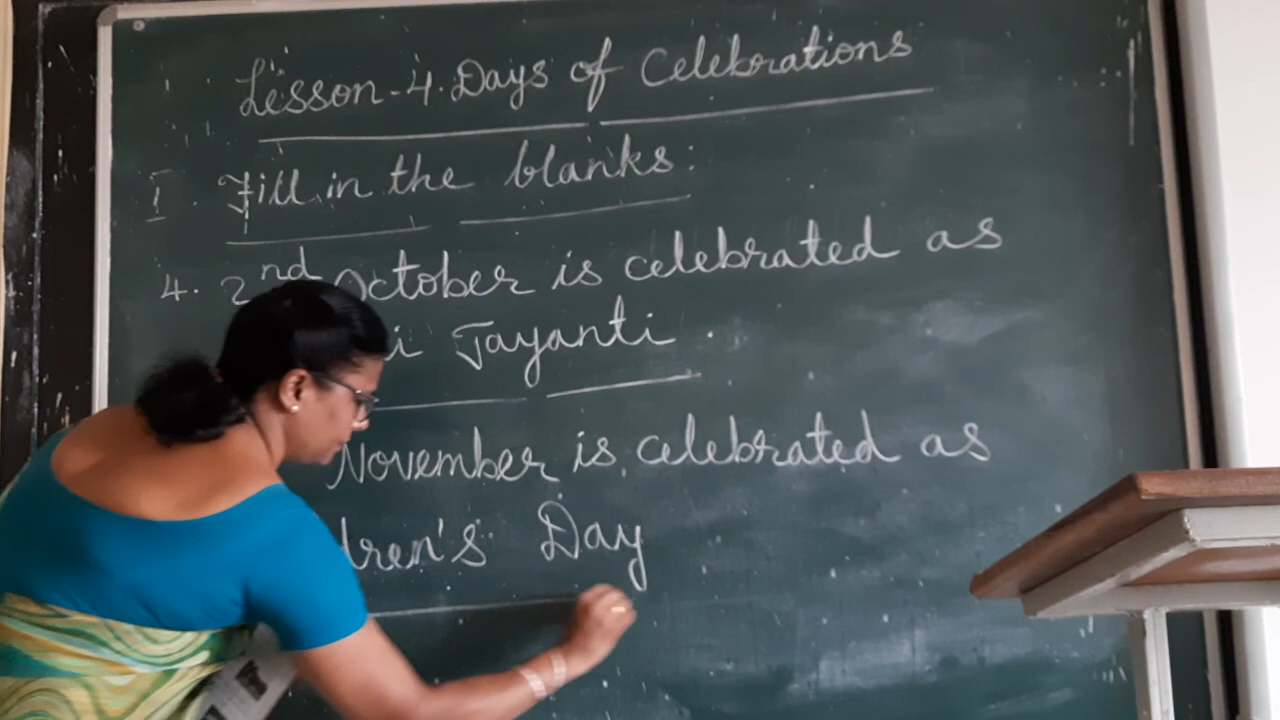 Lesson-4. Days of Celebrations
I. Fill in the blanks:
4. 2nd October is celebrated as
i Jayanti.
November is celebrated as
dren's Day